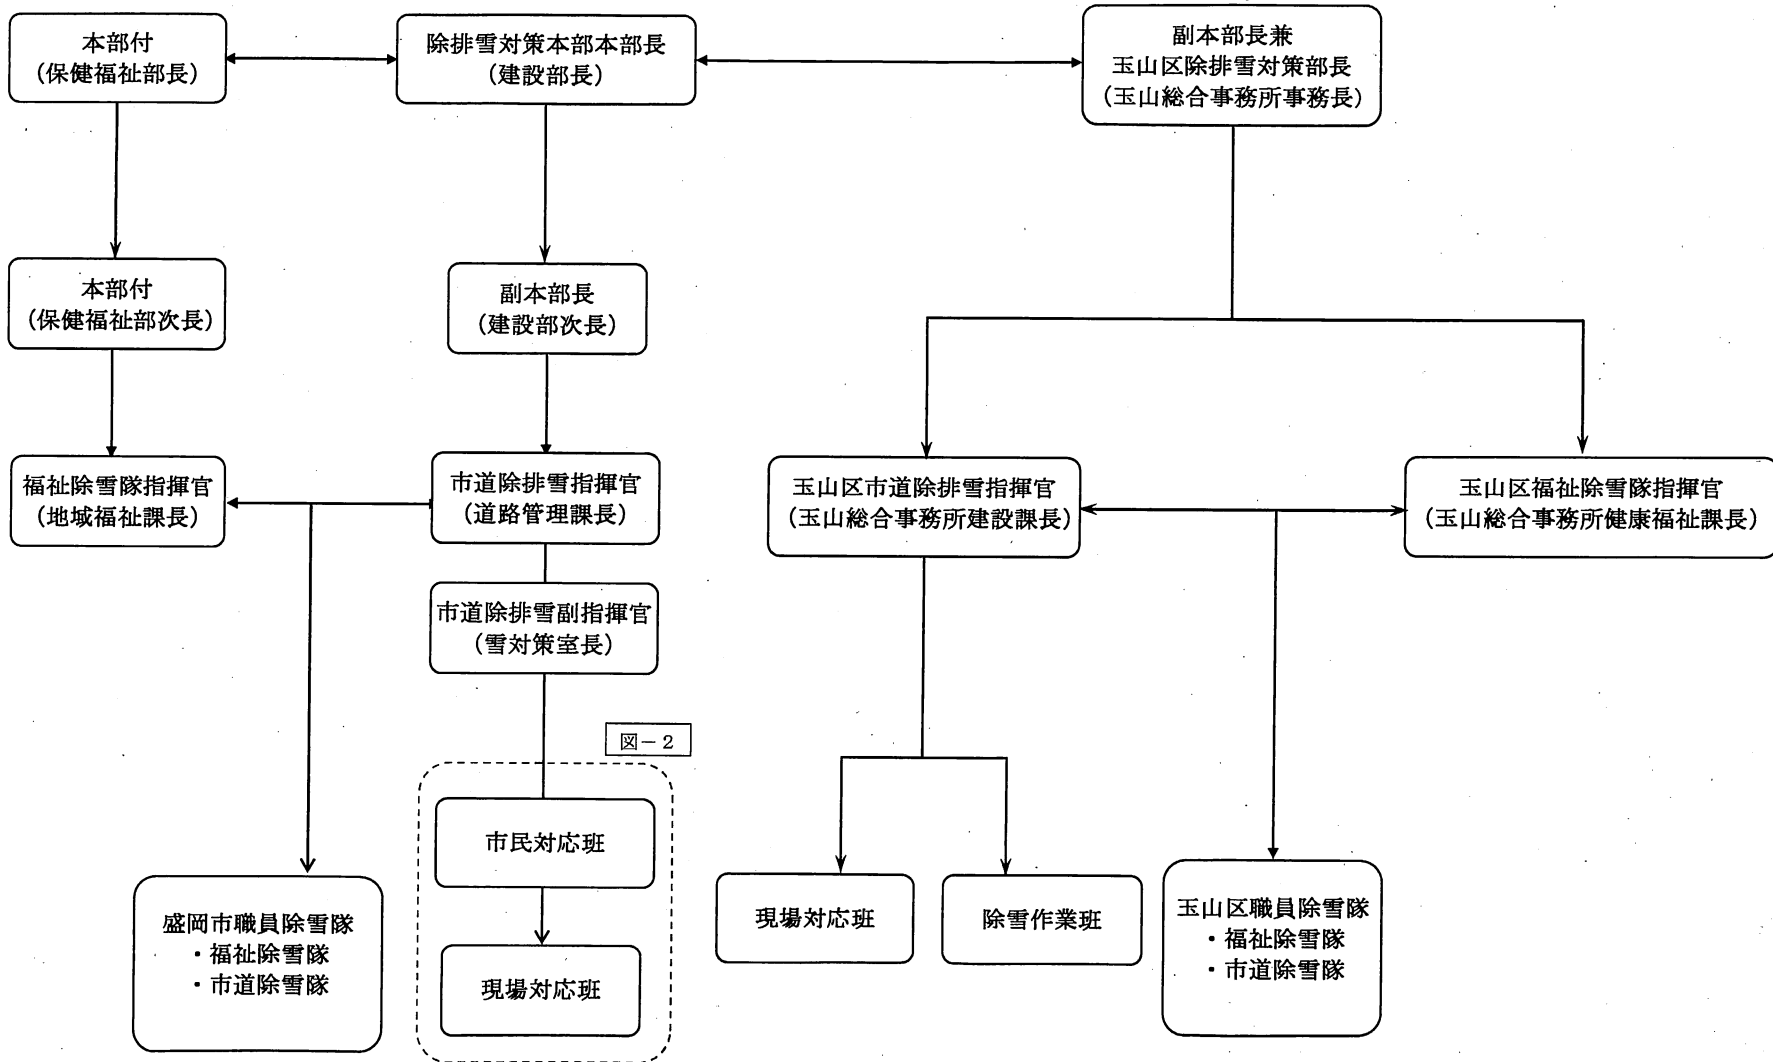 本部付
（保健福祉部長）
除排雪対策本部本部長
（建設部長）
副本部長兼
玉山区除排雪対策部長
（玉山総合事務所事務長）
本部付
（保健福祉部次長）
副本部長
（建設部次長）
福祉除雪隊指揮官
（地域福祉課長）
市道除排雪指揮官
（道路管理課長）
玉山区市道除排雪指揮官
（玉山総合事務所建設課長）
玉山区福祉除雪隊指揮官
（玉山総合事務所健康福祉課長）
市道除排雪副指揮官
（雪対策室長）
図－２
市民対応班
現場対応班
盛岡市職員除雪隊
・福祉除雪隊
・市道除雪隊
現場対応班
除雪作業班
玉山区職員除雪隊
・福祉除雪隊
・市道除雪隊